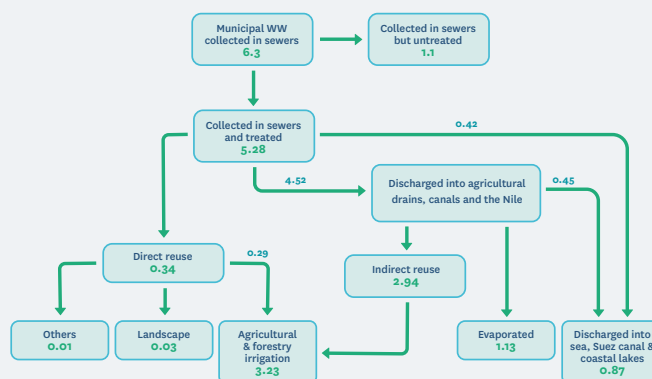 Municipal WW
collected in sewers
6.3
Collected in sewers
but untreated
1.1
Collected in sewers
and treated
5.28
0.42
4.52
Discharged into agricultural
drains, canals and the Nile
0.45
Direct reuse
0.34
0.29
Indirect reuse
2.94
Others
0.01
Landscape
0.03
Agricultural
& forestry
irrigation
3.23
Evaporated
1.13
Discharged into
sea, Suez canal &
coastal lakes
0.87